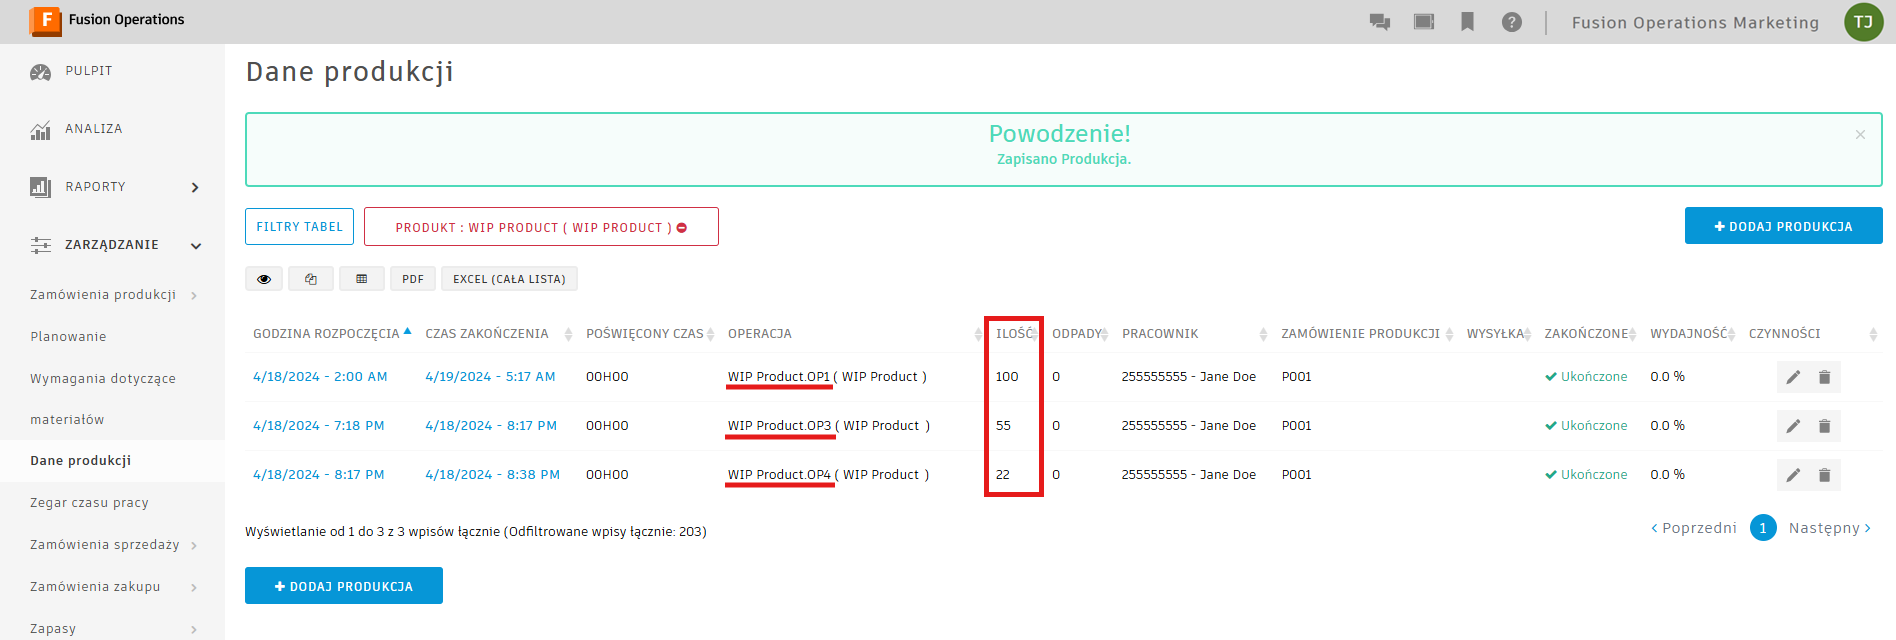 Fusion Operations
Fusion Operations Marketing
TJ
PULPIT
ANALIZA
RAPORTY
ZARZĄDZANIE
Zamówienia produkcji
Planowanie
Wymagania dotyczące
materiałów
Dane produkcji
Zegar czasu pracy
Zamówienia sprzedaży
Zamówienia zakupu
Zapasy
Dane produkcji
Powodzenie!
Zapisano Produkcja.
×
FILTRY TABEL
PRODUKT : WIP PRODUCT ( WIP PRODUCT )
+ DODAJ PRODUKCJA
PDF
EXCEL (CAŁA LISTA)
GODZINA ROZPOCZĘCIA CZAS ZAKOŃCZENIA POŚWIĘCONY CZAS OPERACJA ILOŚĆ ODPADY PRACOWNIK ZAMÓWIENIE PRODUKCJI WYSYŁKA ZAKOŃCZONE WYDAJNOŚĆ CZYNNOŚCI
4/18/2024 - 2:00 AM 4/19/2024 - 5:17 AM 00H00 WIP Product.OP1 ( WIP Product ) 100 0 255555555 - Jane Doe P001 Ukończone 0.0 %
4/18/2024 - 7:18 PM 4/18/2024 - 8:17 PM 00H00 WIP Product.OP3 ( WIP Product ) 55 0 255555555 - Jane Doe P001 Ukończone 0.0 %
4/18/2024 - 8:17 PM 4/18/2024 - 8:38 PM 00H00 WIP Product.OP4 ( WIP Product ) 22 0 255555555 - Jane Doe P001 Ukończone 0.0 %
Wyświetlanie od 1 do 3 z 3 wpisów łącznie (Odfiltrowane wpisy łącznie: 203)
‹ Poprzedni 1 Następny ›
+ DODAJ PRODUKCJA